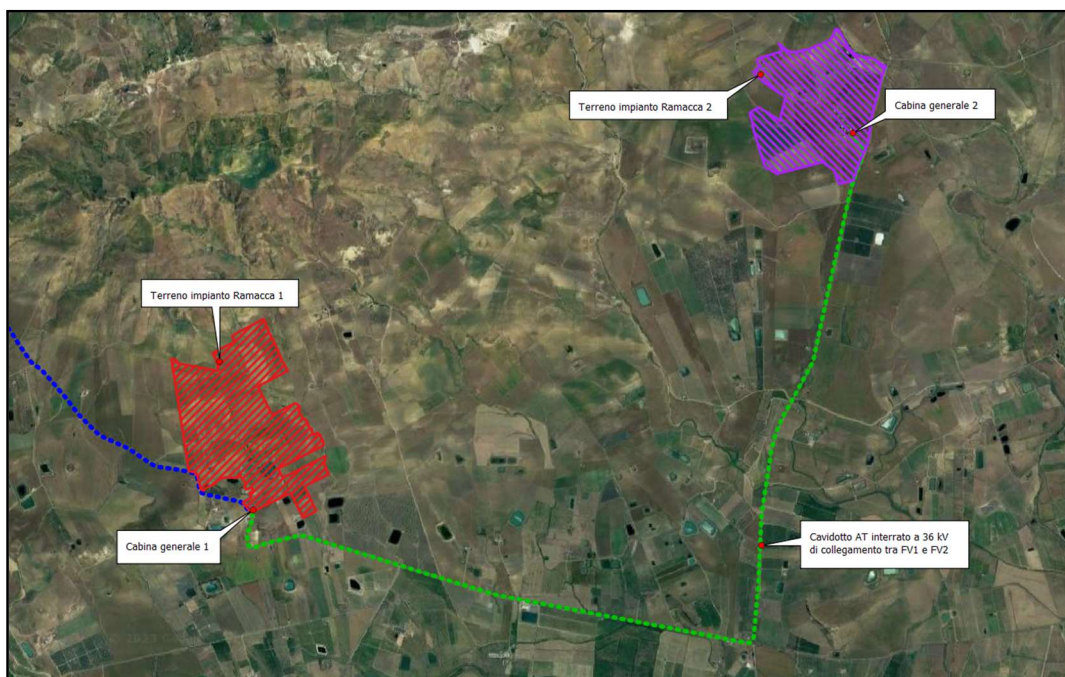 Terreno impianto Ramacca 2
Cabina generale 2
Terreno impianto Ramacca 1
Cabina generale 1
Cavidotto AT interrato a 36 kV
di collegamento tra FV1 e FV2